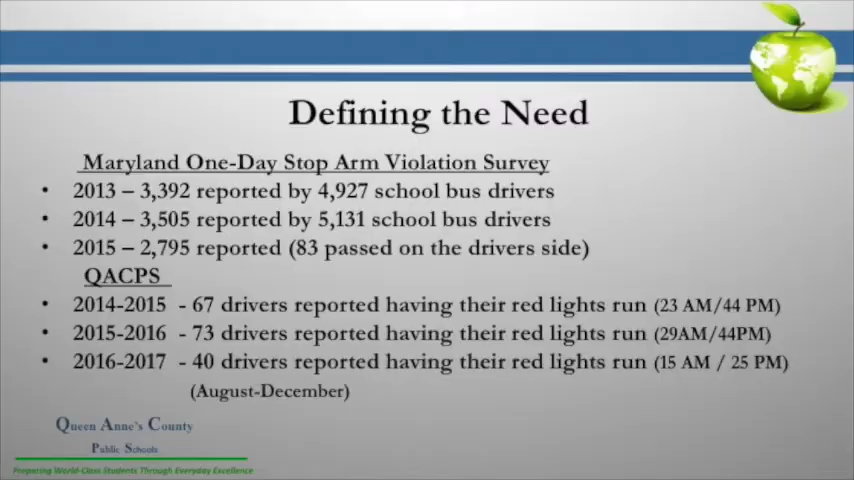 Defining the Need
Maryland One-Day Stop Arm Violation Survey
• 2013 – 3,392 reported by 4,927 school bus drivers
• 2014 – 3,505 reported by 5,131 school bus drivers
• 2015 – 2,795 reported (83 passed on the drivers side)
QACPS
• 2014-2015 - 67 drivers reported having their red lights run (23 AM/44 PM)
• 2015-2016 - 73 drivers reported having their red lights run (29AM/44PM)
• 2016-2017 - 40 drivers reported having their red lights run (15 AM / 25 PM)
(August-December)
Queen Anne's County
Public Schools
Preparing World-Class Students Through Everyday Excellence